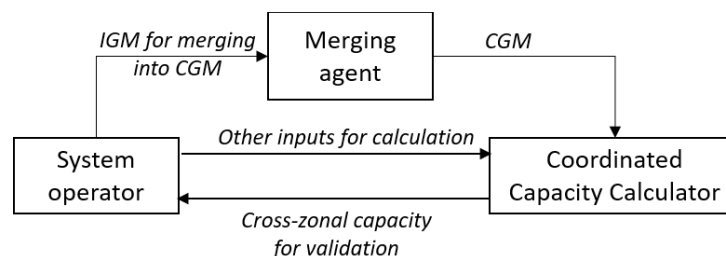 IGM for merging
into CGM
Merging
agent
CGM
System
operator
Other inputs for calculation
Coordinated
Capacity Calculator
Cross-zonal capacity
for validation